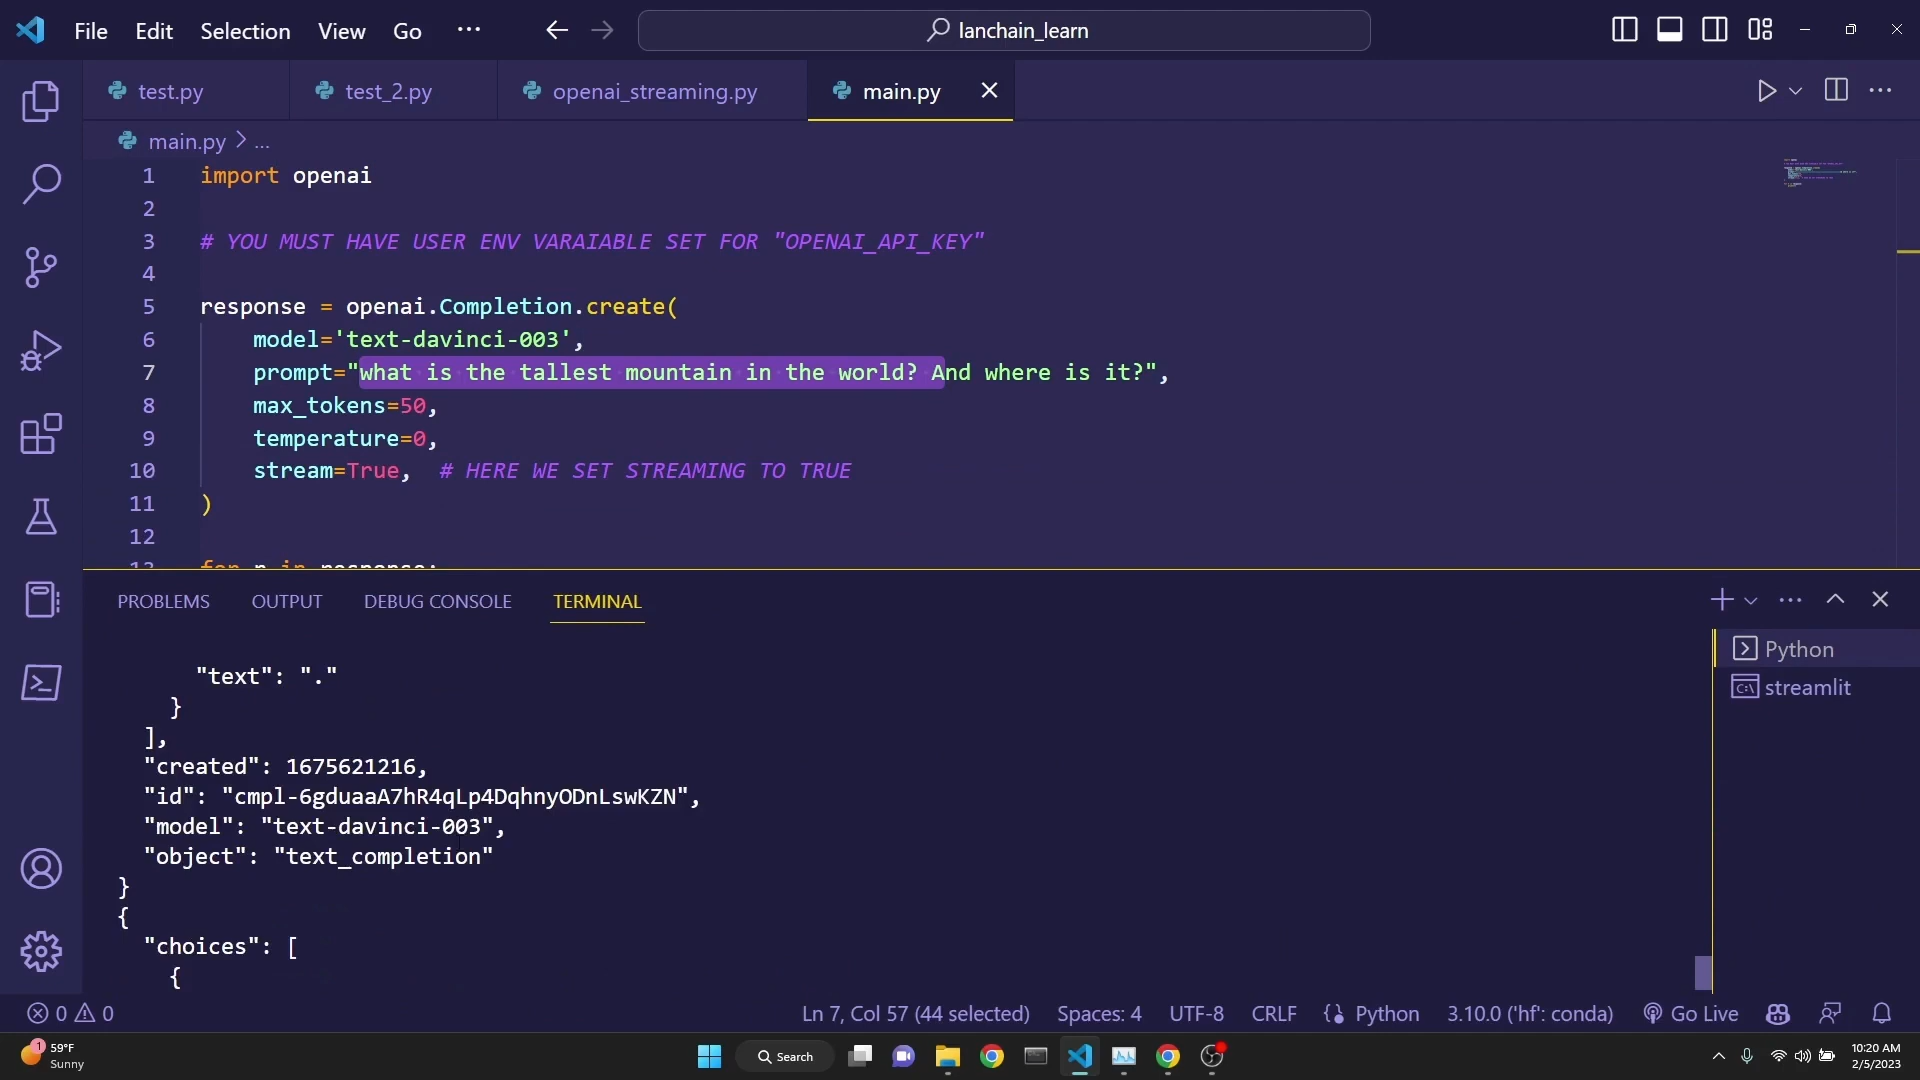 File Edit Selection View Go ··· lanchain_learn
test.py test_2.py openai_streaming.py main.py
main.py > ...
1 import openai
2
3 # YOU MUST HAVE USER ENV VARAIABLE SET FOR "OPENAI_API_KEY"
4
5 response = openai.Completion.create(
6 model='text-davinci-003',
7 prompt="what is the tallest mountain in the world? And where is it?",
8 max_tokens=50,
9 temperature=0,
10 stream=True, # HERE WE SET STREAMING TO TRUE
11 )
12
13 for r in response:
PROBLEMS OUTPUT DEBUG CONSOLE TERMINAL
Python
streamlit
"text": "."
}
],
"created": 1675621216,
"id": "cmpl-6gduaaA7hR4qLp4DqhnyODnLswKZN",
"model": "text-davinci-003",
"object": "text_completion"
}
{
"choices": [
{
0 0 Ln 7, Col 57 (44 selected) Spaces: 4 UTF-8 CRLF Python 3.10.0 ('hf': conda) Go Live
1 59°F
Sunny
Search
10:20 AM
2/5/2023